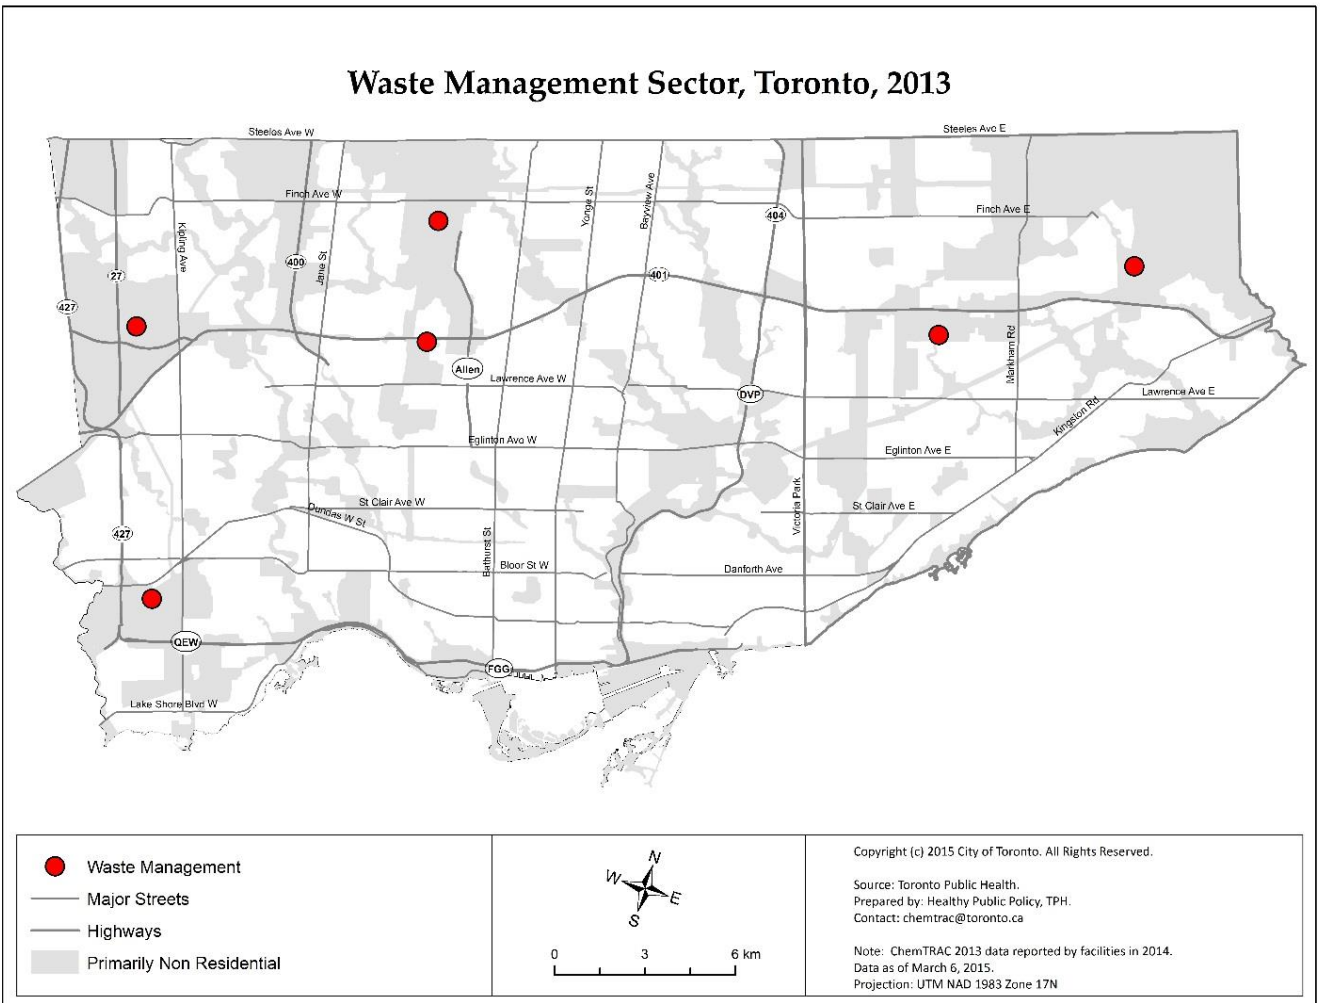 Waste Management Sector, Toronto, 2013
Steeles Ave W
Steeles Ave E
Finch Ave W
Finch Ave E
Kipling Ave
Jane St
Yonge St
Bayview Ave
404
400
401
27
427
Markham Rd
Allen
Lawrence Ave W
DVP
Lawrence Ave E
Kingston Rd
Eglinton Ave W
Eglinton Ave E
St Clair Ave W
Dundas W St
St Clair Ave E
Victoria Park
427
Bathurst St
Bloor St W
Danforth Ave
QEW
FGG
Lake Shore Blvd W
Waste Management
Major Streets
Highways
Primarily Non Residential
N
W
E
S
0 3 6 km
Copyright (c) 2015 City of Toronto. All Rights Reserved.
Source: Toronto Public Health.
Prepared by: Healthy Public Policy, TPH.
Contact: chemtrac@toronto.ca
Note: ChemTRAC 2013 data reported by facilities in 2014.
Data as of March 6, 2015.
Projection: UTM NAD 1983 Zone 17N